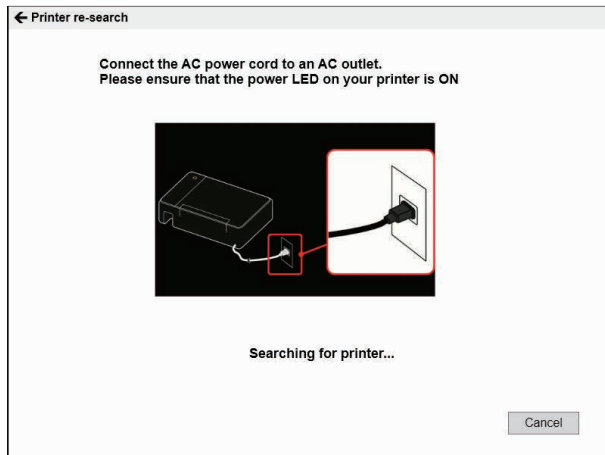 Printer re-search
Connect the AC power cord to an AC outlet.
Please ensure that the power LED on your printer is ON
Searching for printer...
Cancel